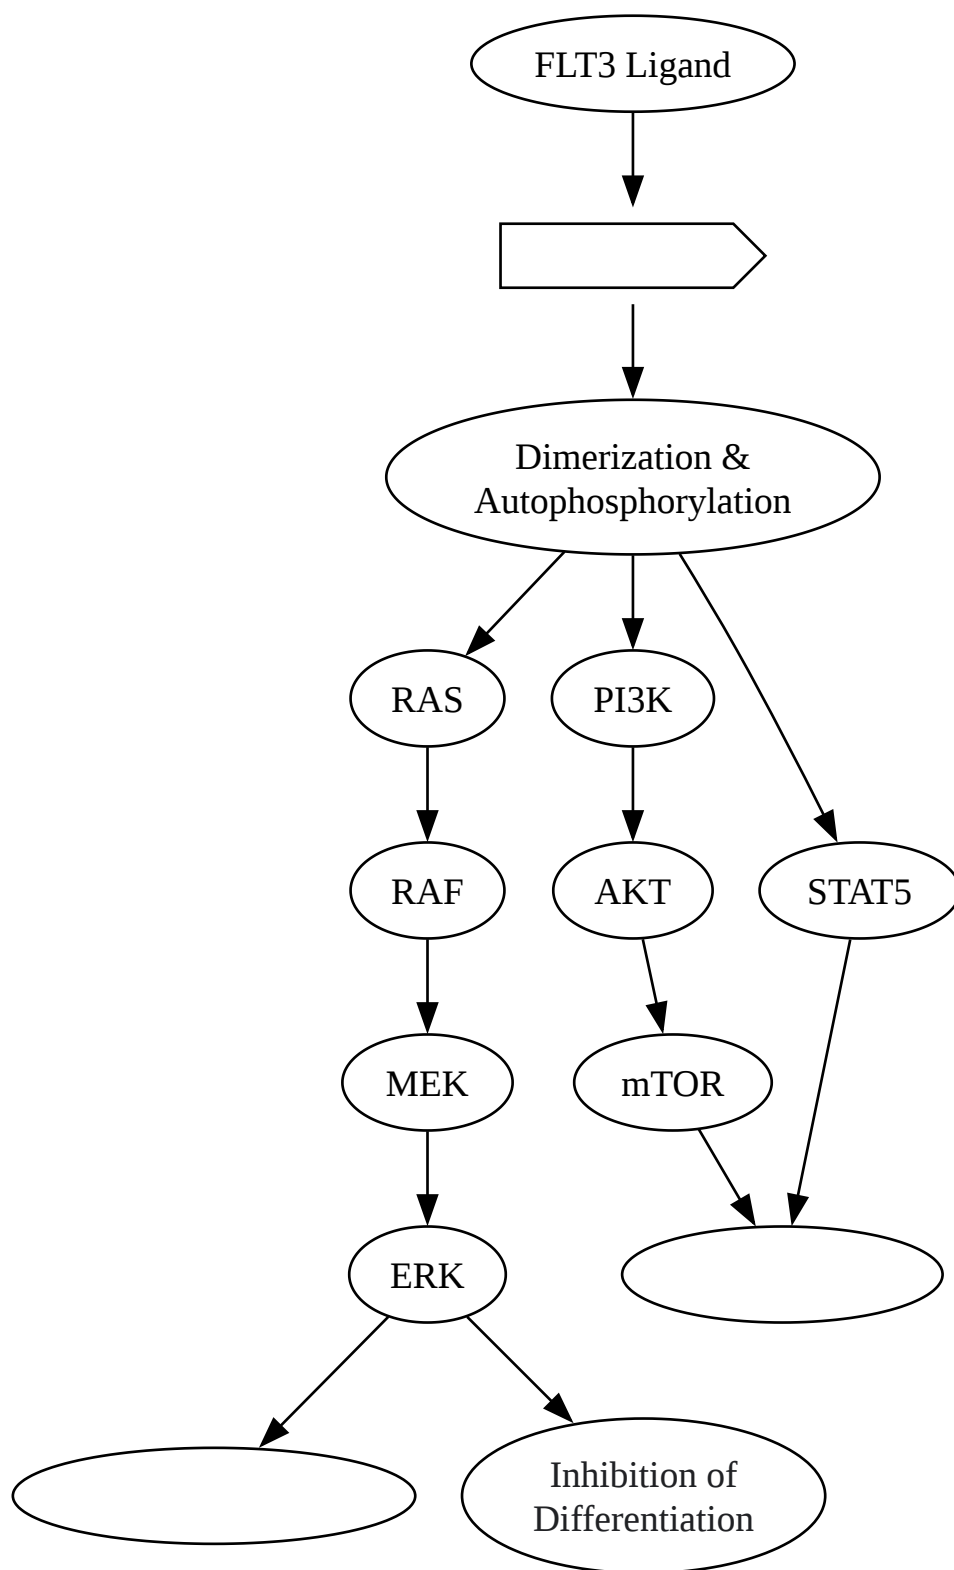 FLT3 Ligand
Dimerization &
Autophosphorylation
RAS
PI3K
RAF
AKT
STAT5
MEK
mTOR
ERK
Inhibition of
Differentiation